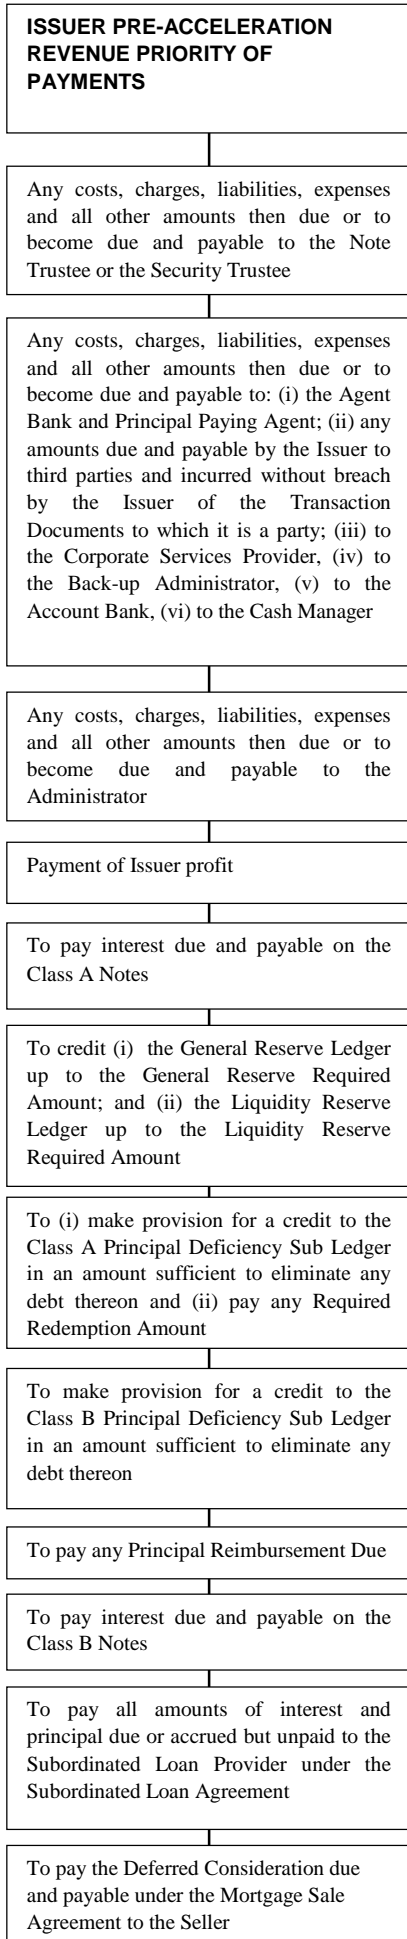 ISSUER PRE-ACCELERATION
REVENUE PRIORITY OF
PAYMENTS
Any costs, charges, liabilities, expenses
and all other amounts then due or to
become due and payable to the Note
Trustee or the Security Trustee
Any costs, charges, liabilities, expenses
and all other amounts then due or to
become due and payable to: (i) the Agent
Bank and Principal Paying Agent; (ii) any
amounts due and payable by the Issuer to
third parties and incurred without breach
by the Issuer of the Transaction
Documents to which it is a party; (iii) to
the Corporate Services Provider, (iv) to
the Back-up Administrator, (v) to the
Account Bank, (vi) to the Cash Manager
Any costs, charges, liabilities, expenses
and all other amounts then due or to
become due and payable to the
Administrator
Payment of Issuer profit
To pay interest due and payable on the
Class A Notes
To credit (i) the General Reserve Ledger
up to the General Reserve Required
Amount; and (ii) the Liquidity Reserve
Ledger up to the Liquidity Reserve
Required Amount
To (i) make provision for a credit to the
Class A Principal Deficiency Sub Ledger
in an amount sufficient to eliminate any
debt thereon and (ii) pay any Required
Redemption Amount
To make provision for a credit to the
Class B Principal Deficiency Sub Ledger
in an amount sufficient to eliminate any
debt thereon
To pay any Principal Reimbursement Due
To pay interest due and payable on the
Class B Notes
To pay all amounts of interest and
principal due or accrued but unpaid to the
Subordinated Loan Provider under the
Subordinated Loan Agreement
To pay the Deferred Consideration due
and payable under the Mortgage Sale
Agreement to the Seller